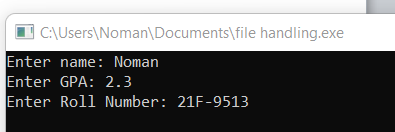 C:\Users\Noman\Documents\file handling.exe
Enter name: Noman
Enter GPA: 2.3
Enter Roll Number: 21F-9513